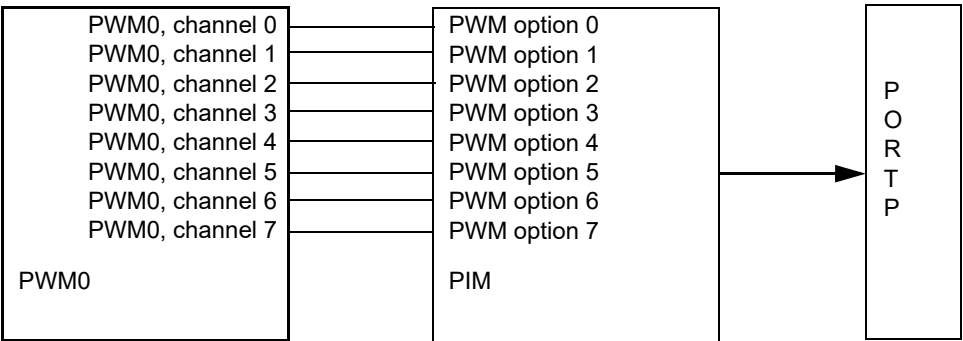 PWM0, channel 0
PWM0, channel 1
PWM0, channel 2
PWM0, channel 3
PWM0, channel 4
PWM0, channel 5
PWM0, channel 6
PWM0, channel 7
PWM0
PWM option 0
PWM option 1
PWM option 2
PWM option 3
PWM option 4
PWM option 5
PWM option 6
PWM option 7
PIM
P
O
R
T
P